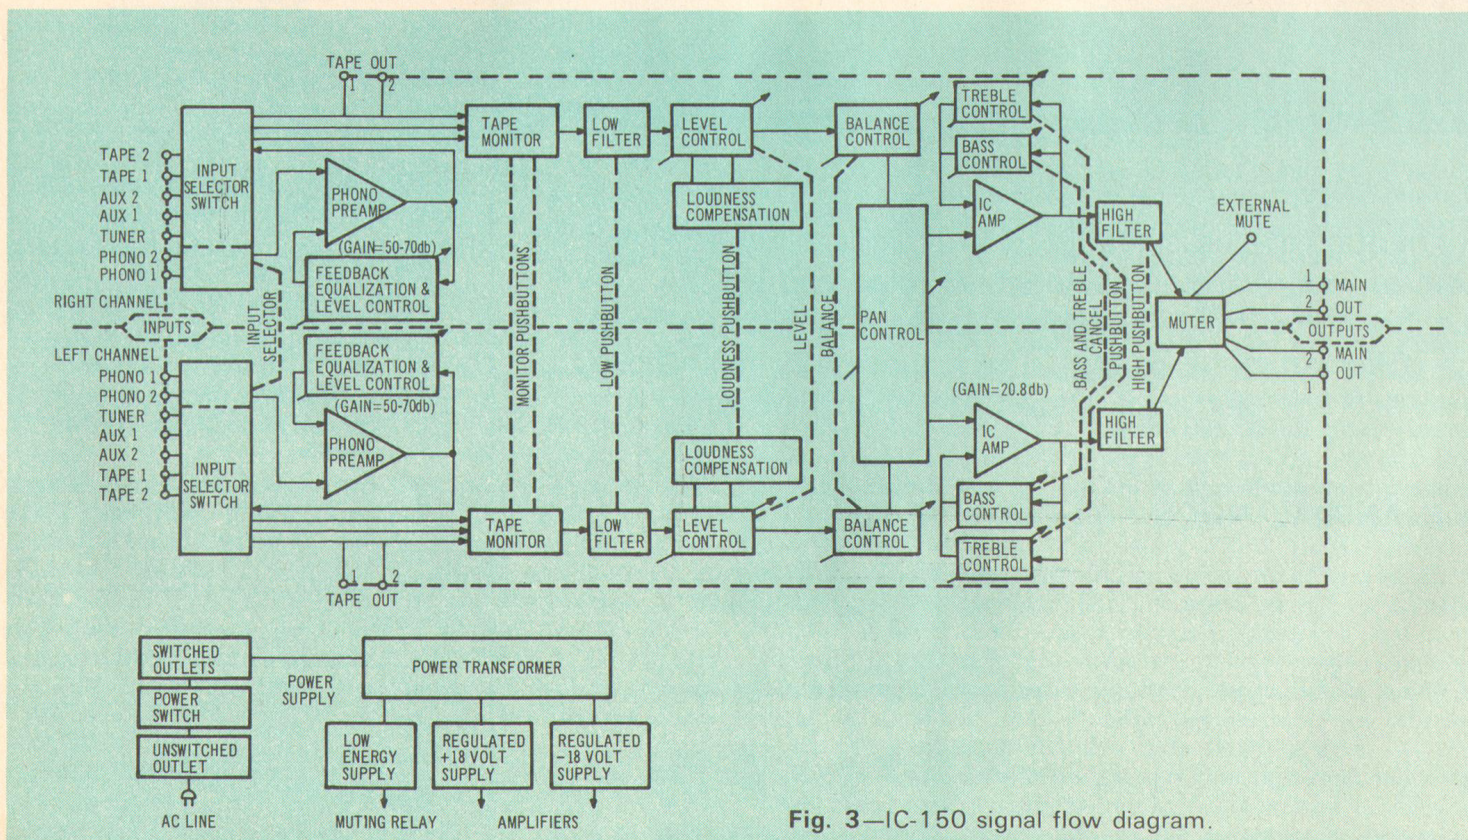 TAPE OUT
1 2
TREBLE CONTROL
TAPE MONITOR
LOW FILTER
LEVEL CONTROL
BALANCE CONTROL
BASS CONTROL
TAPE 2
TAPE 1
AUX 2
AUX 1
TUNER
PHONO 2
PHONO 1
INPUT SELECTOR SWITCH
PHONO PREAMP
(GAIN=50-70db)
FEEDBACK EQUALIZATION & LEVEL CONTROL
LOUDNESS COMPENSATION
IC AMP
HIGH FILTER
EXTERNAL MUTE
RIGHT CHANNEL
INPUTS
LEFT CHANNEL
INPUT SELECTOR
MONITOR PUSHBUTTONS
LOW PUSHBUTTON
LOUDNESS PUSHBUTTON
LEVEL
BALANCE
PAN CONTROL
BASS AND TREBLE CANCEL PUSHBUTTON
HIGH PUSHBUTTON
MUTER
1 MAIN
2 OUT
OUTPUTS
2 MAIN
1 OUT
FEEDBACK EQUALIZATION & LEVEL CONTROL
(GAIN=50-70db)
PHONO 1
PHONO 2
TUNER
AUX 1
AUX 2
TAPE 1
TAPE 2
INPUT SELECTOR SWITCH
PHONO PREAMP
LOUDNESS COMPENSATION
(GAIN=20.8db)
IC AMP
HIGH FILTER
TAPE MONITOR
LOW FILTER
LEVEL CONTROL
BALANCE CONTROL
BASS CONTROL
TREBLE CONTROL
1 2
TAPE OUT
SWITCHED OUTLETS
POWER SWITCH
UNSWITCHED OUTLET
AC LINE
POWER SUPPLY
POWER TRANSFORMER
LOW ENERGY SUPPLY
REGULATED +18 VOLT SUPPLY
REGULATED -18 VOLT SUPPLY
MUTING RELAY
AMPLIFIERS
Fig. 3—IC-150 signal flow diagram.